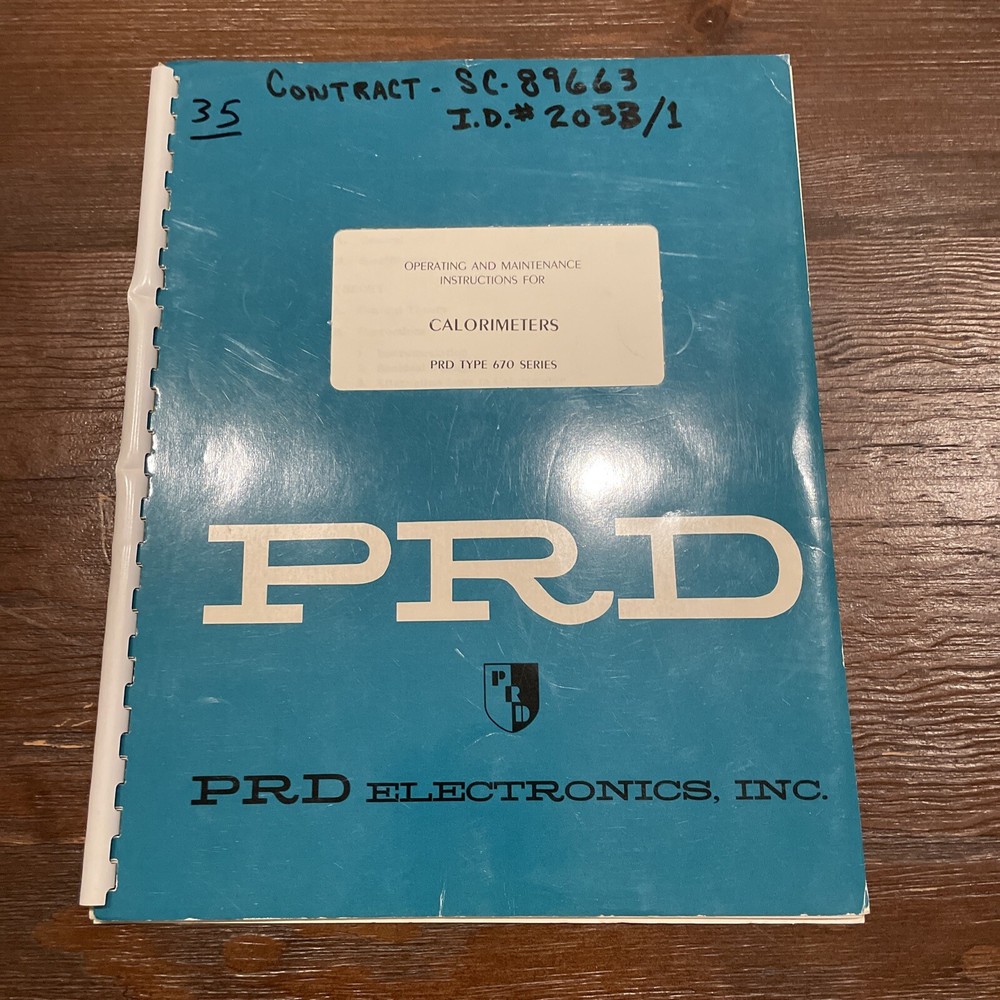 CONTRACT - SC-89663
35
I.D.# 2033/1
OPERATING AND MAINTENANCE
INSTRUCTIONS FOR
CALORIMETERS
PRD TYPE 670 SERIES
PRD
PRD
PRD ELECTRONICS, INC.